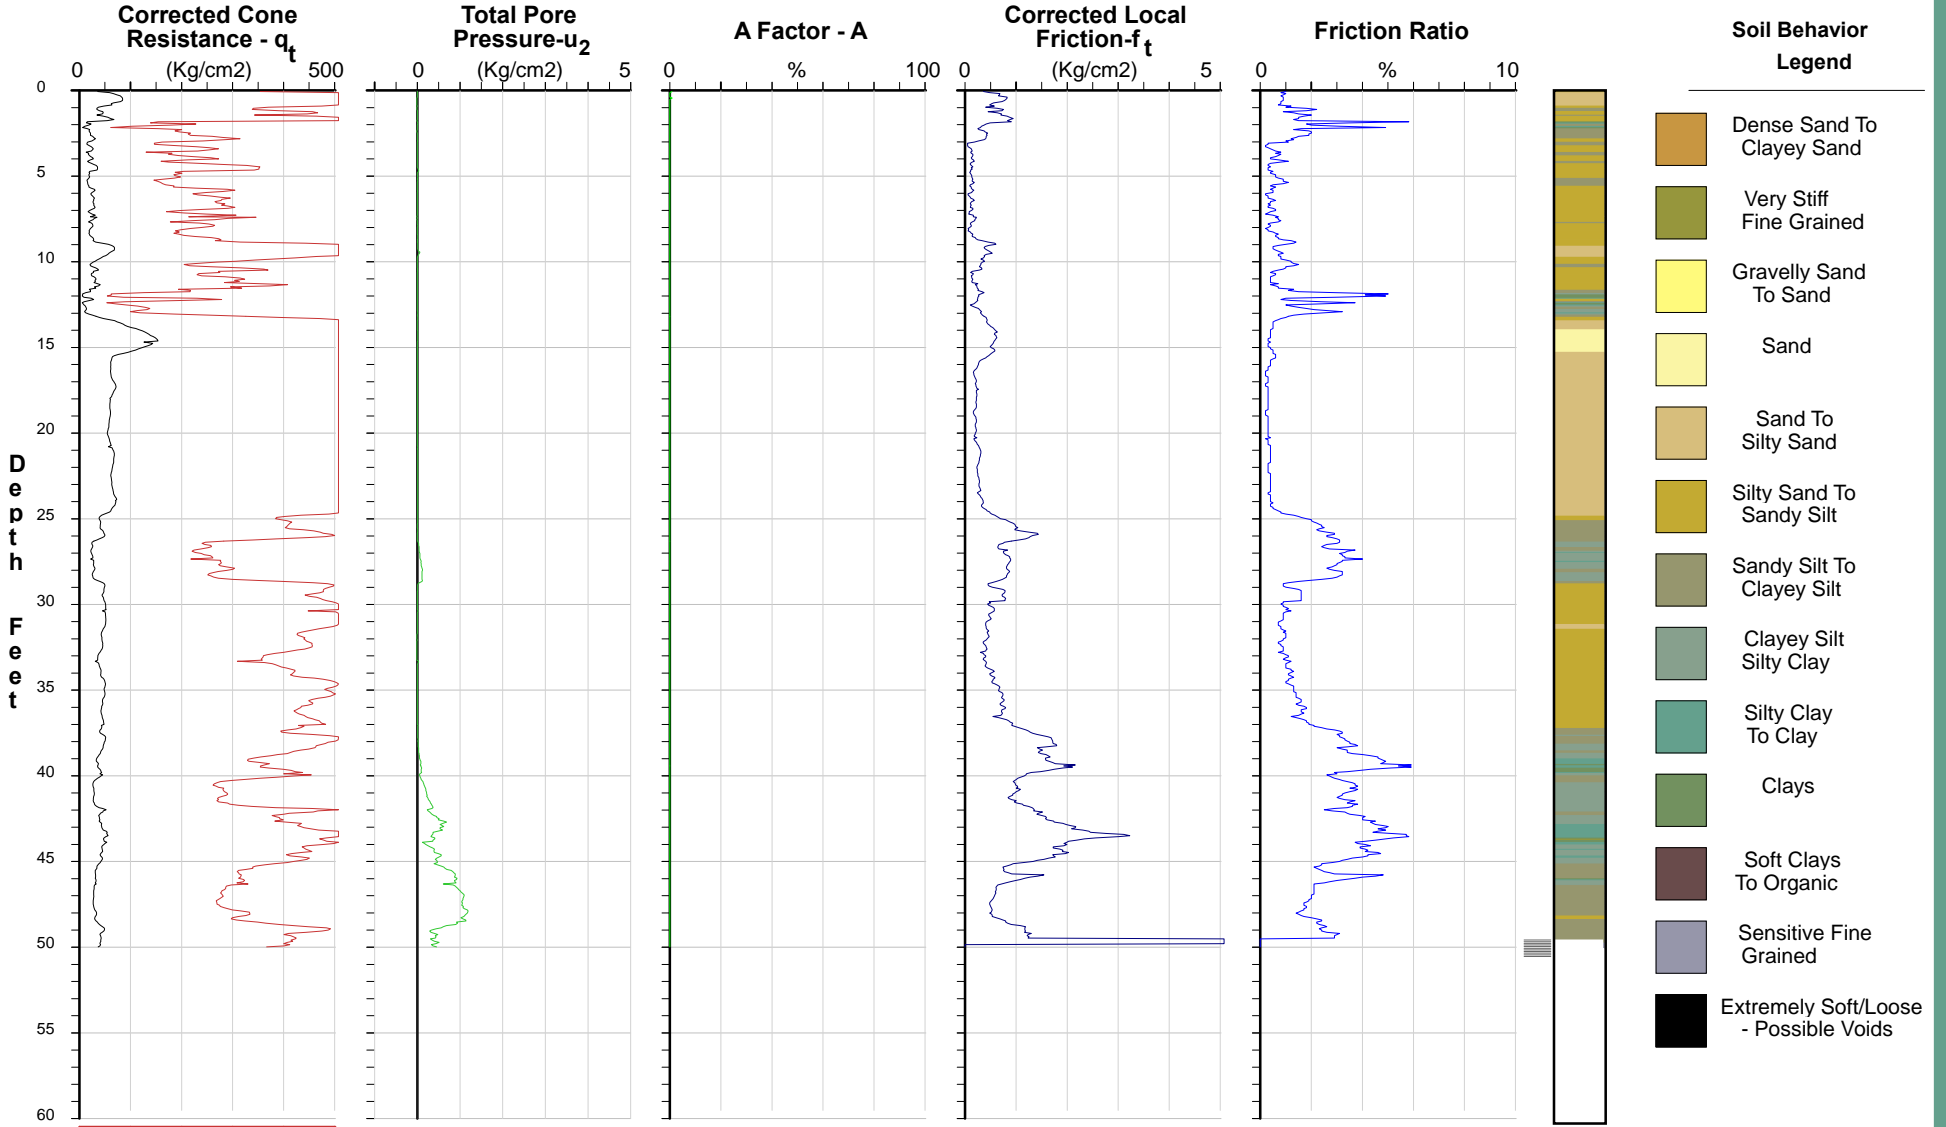 Corrected Cone
Resistance - qt
(Kg/cm2)
0 500
Total Pore
Pressure-u2
0 (Kg/cm2) 5
A Factor - A
0 % 100
Corrected Local
Friction-f t
0 (Kg/cm2) 5
Friction Ratio
0 % 10
Soil Behavior
Legend
0
5
10
15
20
25
30
35
40
45
50
55
60
Depth
Feet
Dense Sand To
Clayey Sand
Very Stiff
Fine Grained
Gravelly Sand
To Sand
Sand
Sand To
Silty Sand
Silty Sand To
Sandy Silt
Sandy Silt To
Clayey Silt
Clayey Silt
Silty Clay
Silty Clay
To Clay
Clays
Soft Clays
To Organic
Sensitive Fine
Grained
Extremely Soft/Loose
- Possible Voids